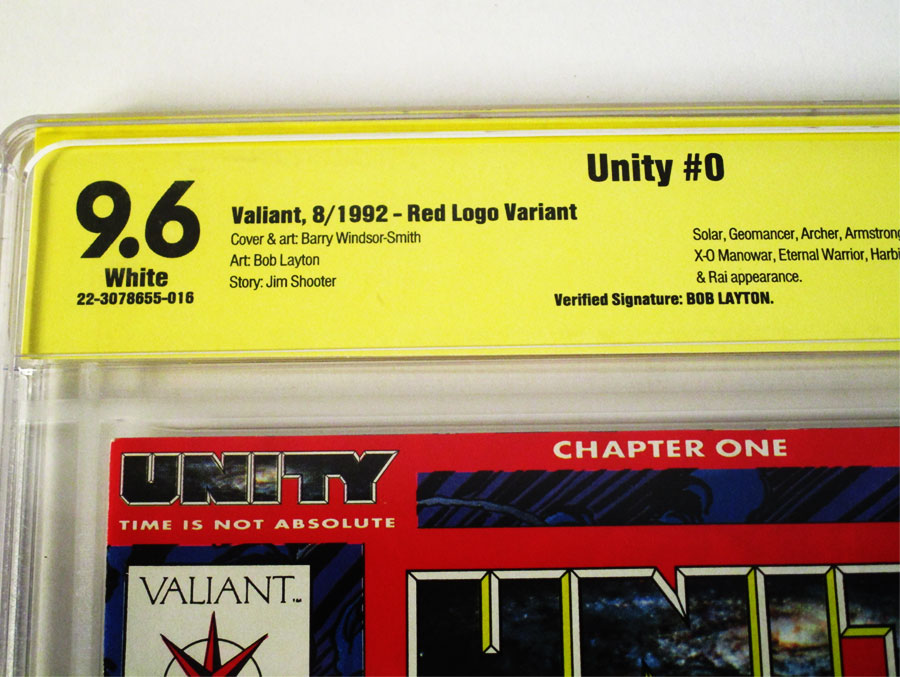 Unity #0
9.6
White
22-3078655-016
Valiant, 8/1992 - Red Logo Variant
Cover & art: Barry Windsor-Smith
Art: Bob Layton
Story: Jim Shooter
Solar, Geomancer, Archer, Armstrong
X-O Manowar, Eternal Warrior, Harbi
& Rai appearance.
Verified Signature: BOB LAYTON.
UNITY
TIME IS NOT ABSOLUTE
CHAPTER ONE
VALIANT™